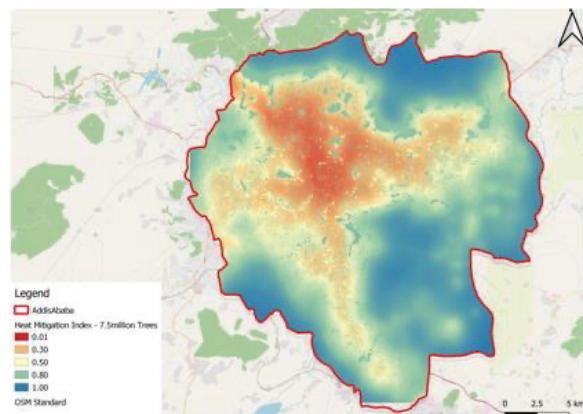 Legend
AddisAbaba
Heat Mitigation Index - 7.5million Trees
0.01
0.30
0.50
0.80
1.00
OSM Standard
0 2.5 5 km